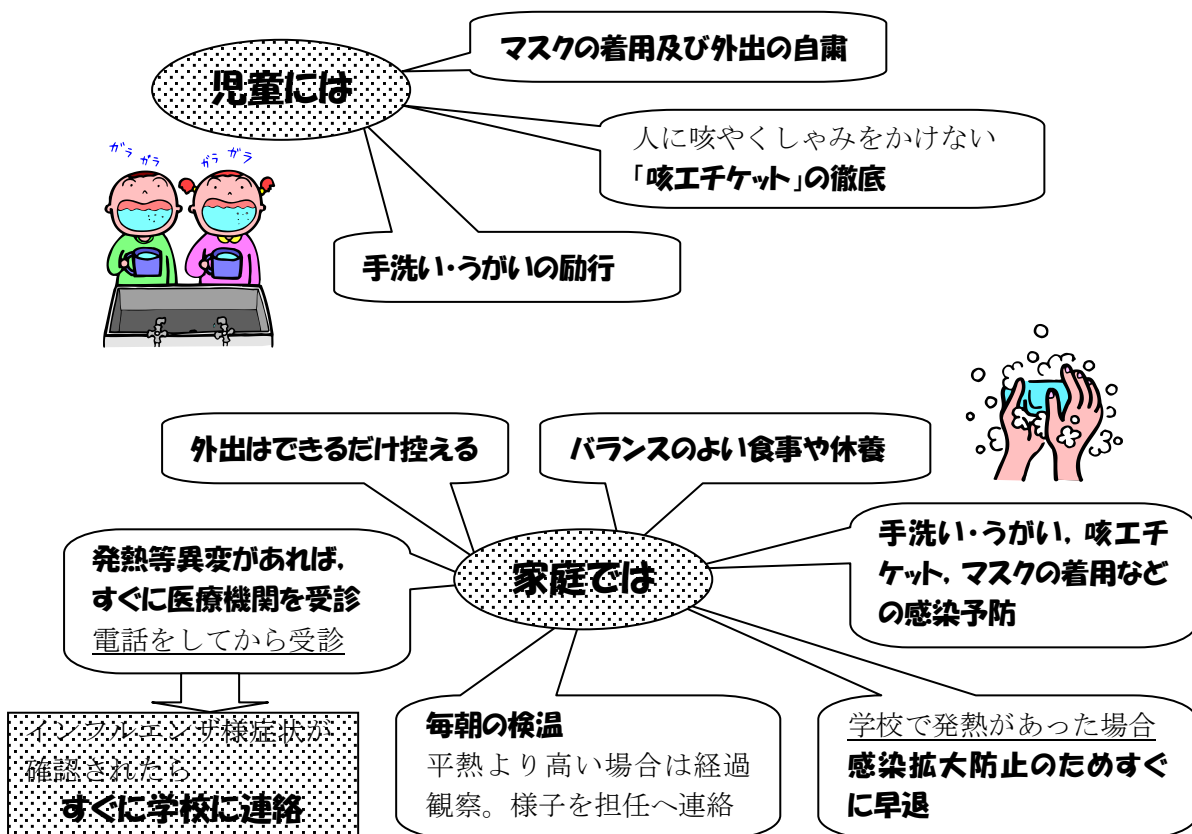 マスクの着用及び外出の自粛
児童には
人に咳やくしゃみをかけない
「咳エチケット」の徹底
ガラ ガラ ガラ ガラ
手洗い・うがいの励行
外出はできるだけ控える
バランスのよい食事や休養
発熱等異変があれば,
すぐに医療機関を受診
電話をしてから受診
家庭では
手洗い・うがい, 咳エチ
ケット, マスクの着用など
の感染予防
インフルエンザ様症状が
確認されたら
すぐに学校に連絡
毎朝の検温
平熱より高い場合は経過
観察。様子を担任へ連絡
学校で発熱があった場合
感染拡大防止のためすぐ
に早退